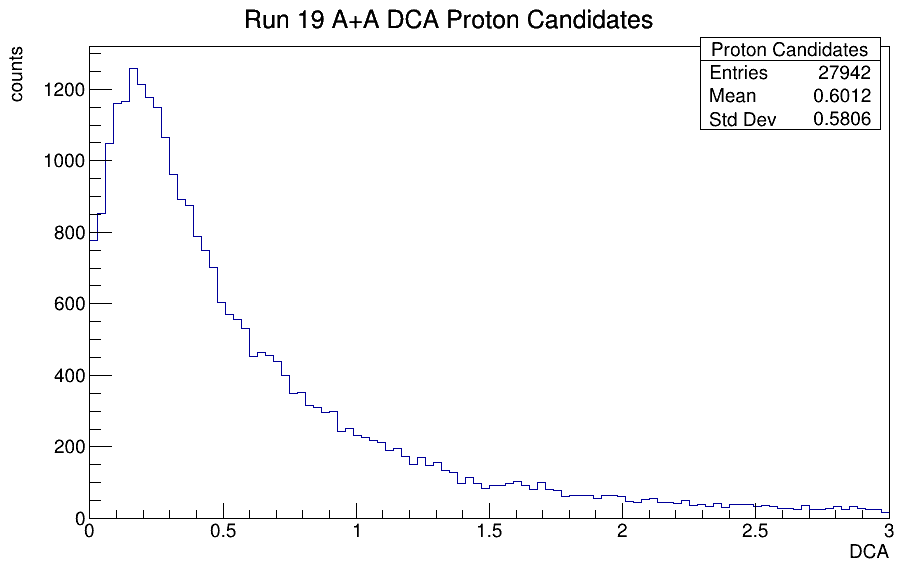 Run 19 A+A DCA Proton Candidates
counts
Proton Candidates
Entries 27942
Mean 0.6012
Std Dev 0.5806
1200
1000
800
600
400
200
0
0 0.5 1 1.5 2 2.5 3
DCA